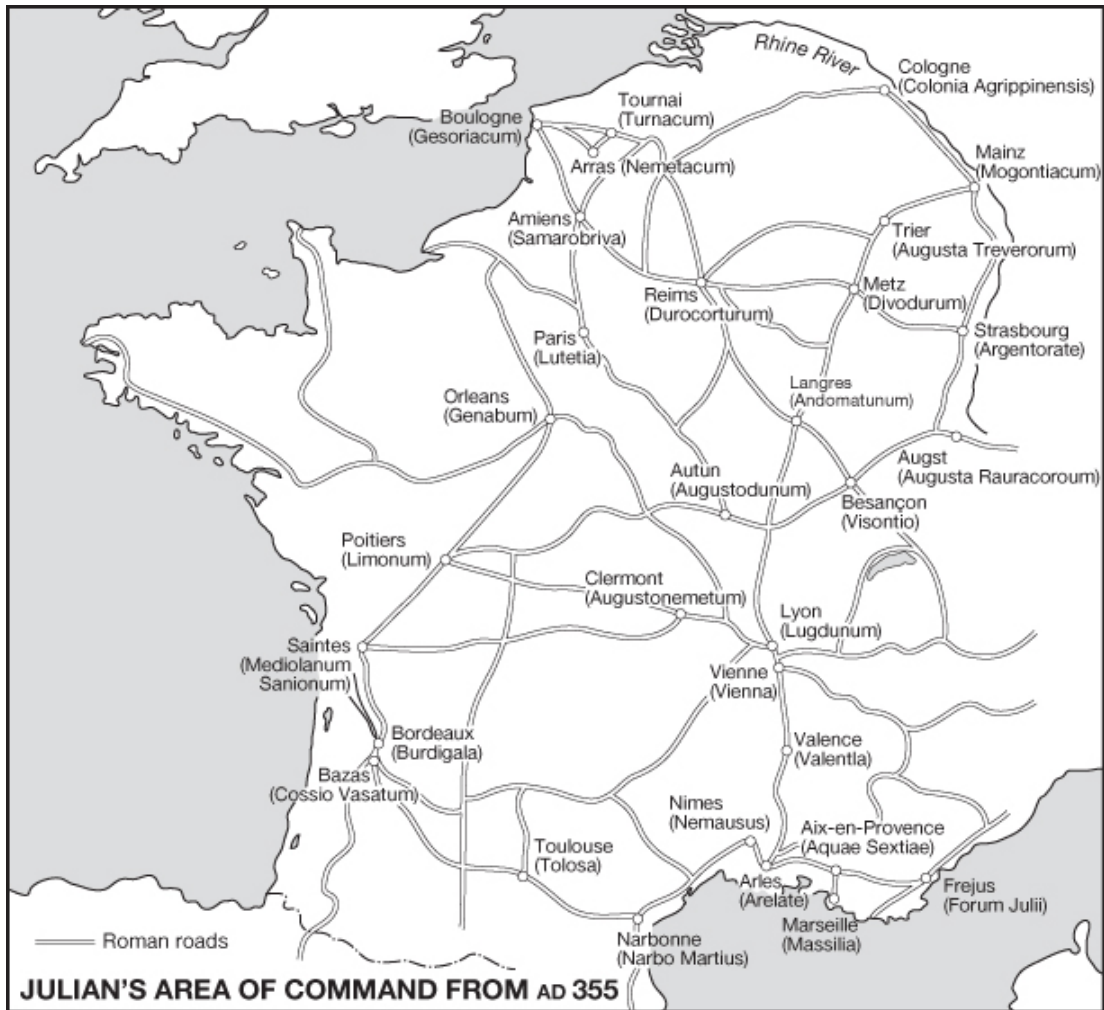 Rhine River
Cologne
(Colonia Agrippinensis)
Tournai
(Turnacum)
Boulogne
(Gesoriacum)
Arras (Nemetacum)
Mainz
(Mogontiacum)
Amiens
(Samarobriva)
Trier
(Augusta Treverorum)
Reims
(Durocorturum)
Metz
(Divodurum)
Paris
(Lutetia)
Strasbourg
(Argentorate)
Langres
(Andomatunum)
Orleans
(Genabum)
Autun
(Augustodunum)
Augst
(Augusta Rauracoroum)
Besançon
(Visontio)
Poitiers
(Limonum)
Clermont
(Augustonemetum)
Lyon
(Lugdunum)
Saintes
(Mediolanum
Sanionum)
Vienne
(Vienna)
Bordeaux
(Burdigala)
Valence
(Valentla)
Bazas
(Cossio Vasatum)
Nimes
(Nemausus)
Aix-en-Provence
(Aquae Sextiae)
Toulouse
(Tolosa)
Arles
(Arelate)
Frejus
(Forum Julii)
Marseille
(Massilia)
Narbonne
(Narbo Martius)
Roman roads
JULIAN'S AREA OF COMMAND FROM AD 355